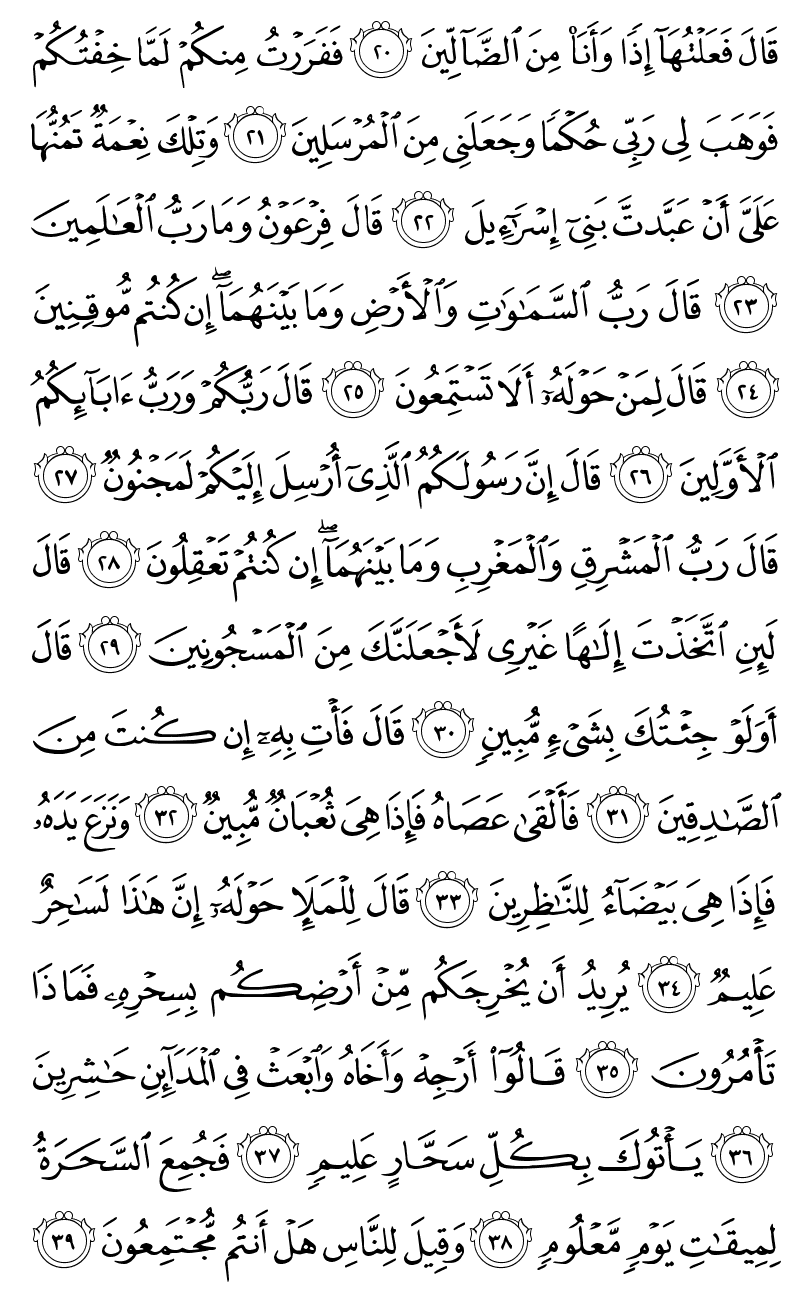 قَالَ فَعَلْتُهَآ إِذًا وَأَنَا۠ مِنَ ٱلضَّآلِّينَ ٢٠ فَفَرَرْتُ مِنكُمْ لَمَّا خِفْتُكُمْ
فَوَهَبَ لِى رَبِّى حُكْمًا وَجَعَلَنِى مِنَ ٱلْمُرْسَلِينَ ٢١ وَتِلْكَ نِعْمَةٌ تَمُنُّهَا
عَلَىَّ أَنْ عَبَّدتَّ بَنِىٓ إِسْرَٰٓءِيلَ ٢٢ قَالَ فِرْعَوْنُ وَمَا رَبُّ ٱلْعَٰلَمِينَ
٢٣ قَالَ رَبُّ ٱلسَّمَٰوَٰتِ وَٱلْأَرْضِ وَمَا بَيْنَهُمَآ ۖ إِن كُنتُم مُّوقِنِينَ
٢٤ قَالَ لِمَنْ حَوْلَهُۥٓ أَلَا تَسْتَمِعُونَ ٢٥ قَالَ رَبُّكُمْ وَرَبُّ ءَابَآئِكُمُ
ٱلْأَوَّلِينَ ٢٦ قَالَ إِنَّ رَسُولَكُمُ ٱلَّذِىٓ أُرْسِلَ إِلَيْكُمْ لَمَجْنُونٌ ٢٧
قَالَ رَبُّ ٱلْمَشْرِقِ وَٱلْمَغْرِبِ وَمَا بَيْنَهُمَآ ۖ إِن كُنتُمْ تَعْقِلُونَ ٢٨ قَالَ
لَئِنِ ٱتَّخَذْتَ إِلَٰهًا غَيْرِى لَأَجْعَلَنَّكَ مِنَ ٱلْمَسْجُونِينَ ٢٩ قَالَ
أَوَلَوْ جِئْتُكَ بِشَىْءٍ مُّبِينٍ ٣٠ قَالَ فَأْتِ بِهِۦٓ إِن كُنتَ مِنَ
ٱلصَّٰدِقِينَ ٣١ فَأَلْقَىٰ عَصَاهُ فَإِذَا هِىَ ثُعْبَانٌ مُّبِينٌ ٣٢ وَنَزَعَ يَدَهُۥ
فَإِذَا هِىَ بَيْضَآءُ لِلنَّٰظِرِينَ ٣٣ قَالَ لِلْمَلَإِ حَوْلَهُۥٓ إِنَّ هَٰذَا لَسَٰحِرٌ
عَلِيمٌ ٣٤ يُرِيدُ أَن يُخْرِجَكُم مِّنْ أَرْضِكُم بِسِحْرِهِۦ فَمَاذَا
تَأْمُرُونَ ٣٥ قَالُوٓا۟ أَرْجِهْ وَأَخَاهُ وَٱبْعَثْ فِى ٱلْمَدَآئِنِ حَٰشِرِينَ
٣٦ يَأْتُوكَ بِكُلِّ سَحَّارٍ عَلِيمٍ ٣٧ فَجُمِعَ ٱلسَّحَرَةُ
لِمِيقَٰتِ يَوْمٍ مَّعْلُومٍ ٣٨ وَقِيلَ لِلنَّاسِ هَلْ أَنتُم مُّجْتَمِعُونَ ٣٩